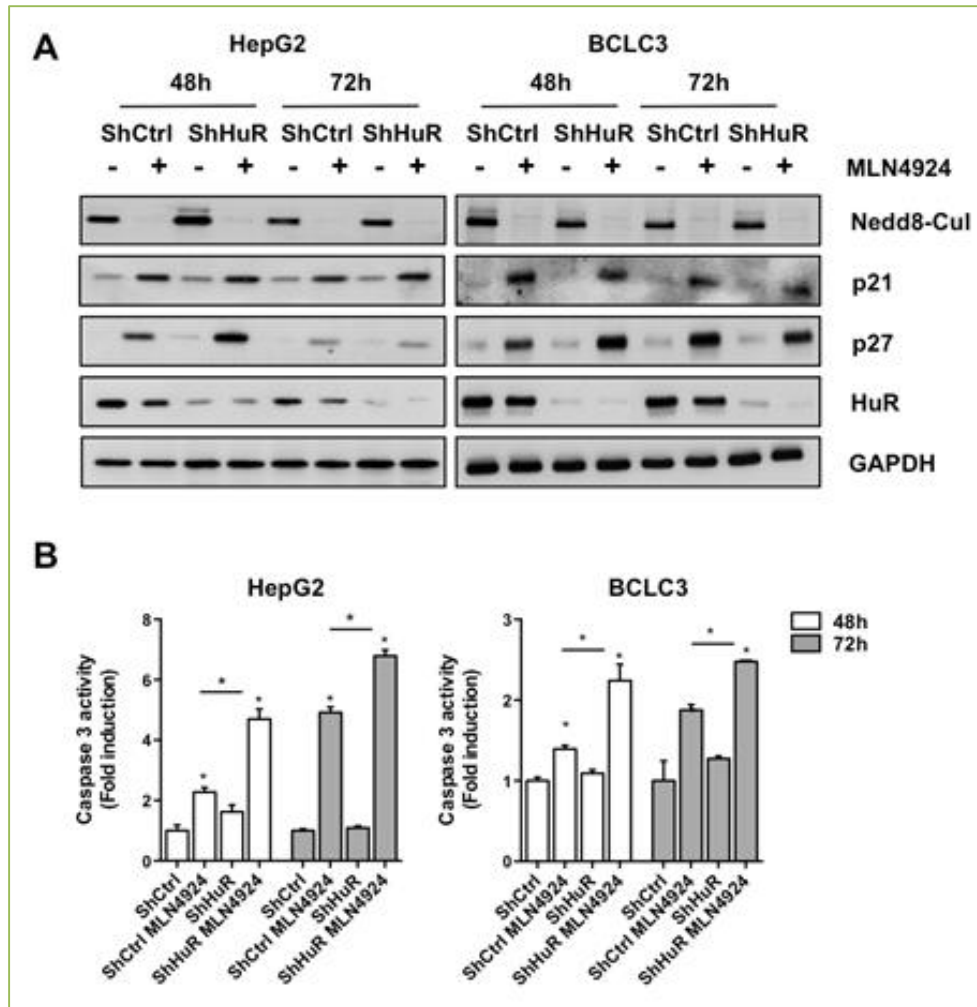 A
HepG2 BCLC3
48h 72h 48h 72h
ShCtrl ShHuR ShCtrl ShHuR ShCtrl ShHuR ShCtrl ShHuR
- + - + - + - + - + - + - + - + MLN4924
Nedd8-Cul
p21
p27
HuR
GAPDH
B
HepG2
Caspase 3 activity
(Fold induction)
8
6
4
2
0
* * * * * *
ShCtrl
ShCtrl MLN4924
ShHuR
ShHuR MLN4924
ShCtrl
ShCtrl MLN4924
ShHuR
ShHuR MLN4924
BCLC3
Caspase 3 activity
(Fold induction)
3
2
1
0
* * * * *
ShCtrl
ShCtrl MLN4924
ShHuR
ShHuR MLN4924
ShCtrl
ShCtrl MLN4924
ShHuR
ShHuR MLN4924
48h
72h